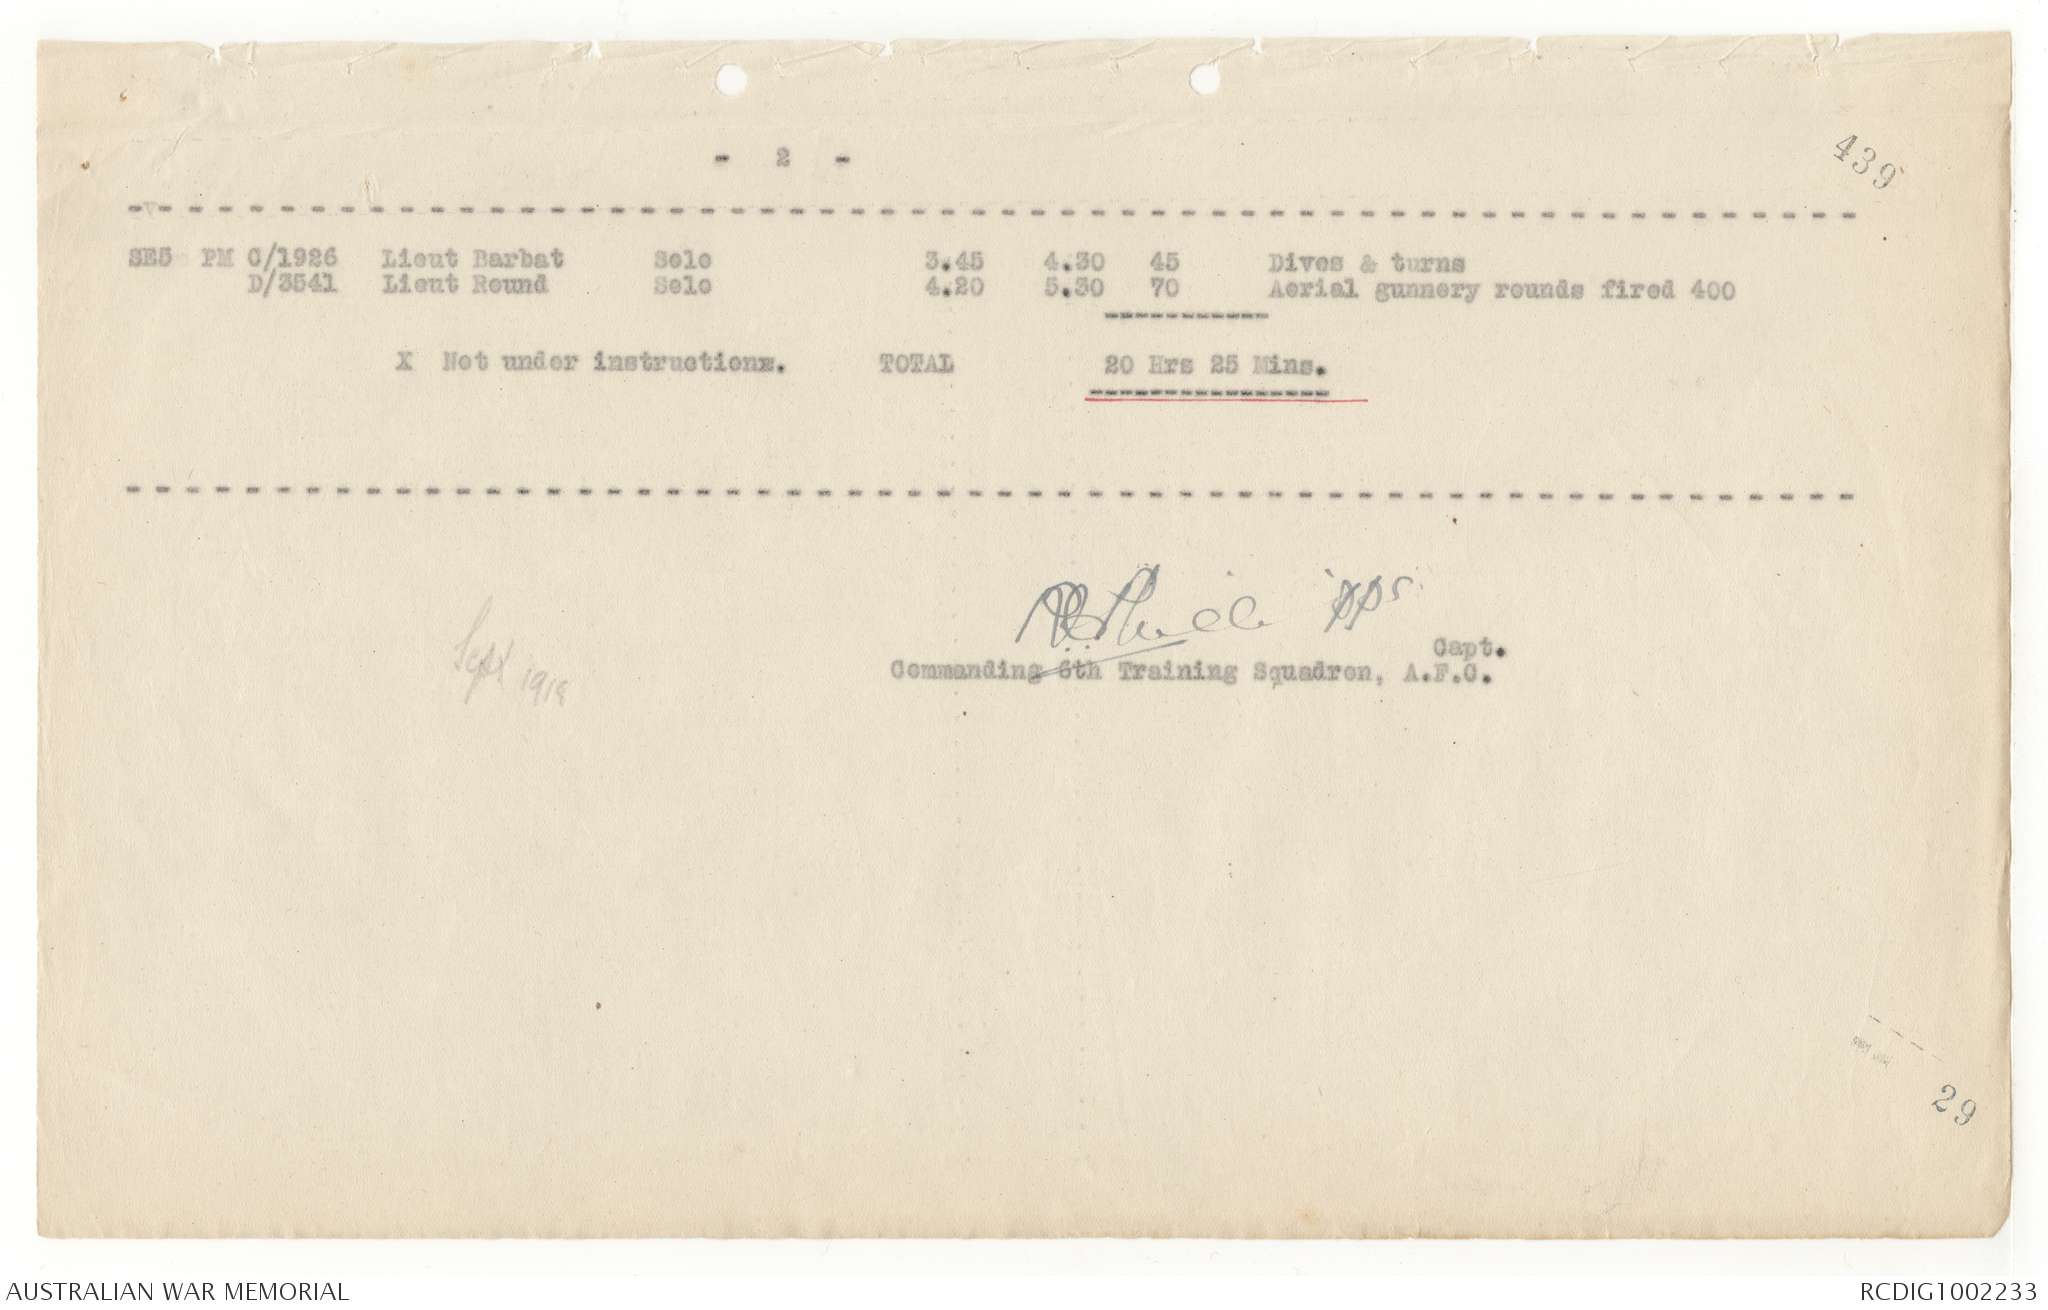 439
- 2 -
SE5 PM C/1926 Lieut Barbat Solo 3.45 4.30 45 Dives & turns
D/3541 Lieut Round Solo 4.20 5.30 70 Aerial gunnery rounds fired 400
X Not under instructions. TOTAL 20 Hrs 25 Mins.
Capt.
Commanding 6th Training Squadron, A.F.C.
Sept 1918
29
AUSTRALIAN WAR MEMORIAL
RCDIG1002233